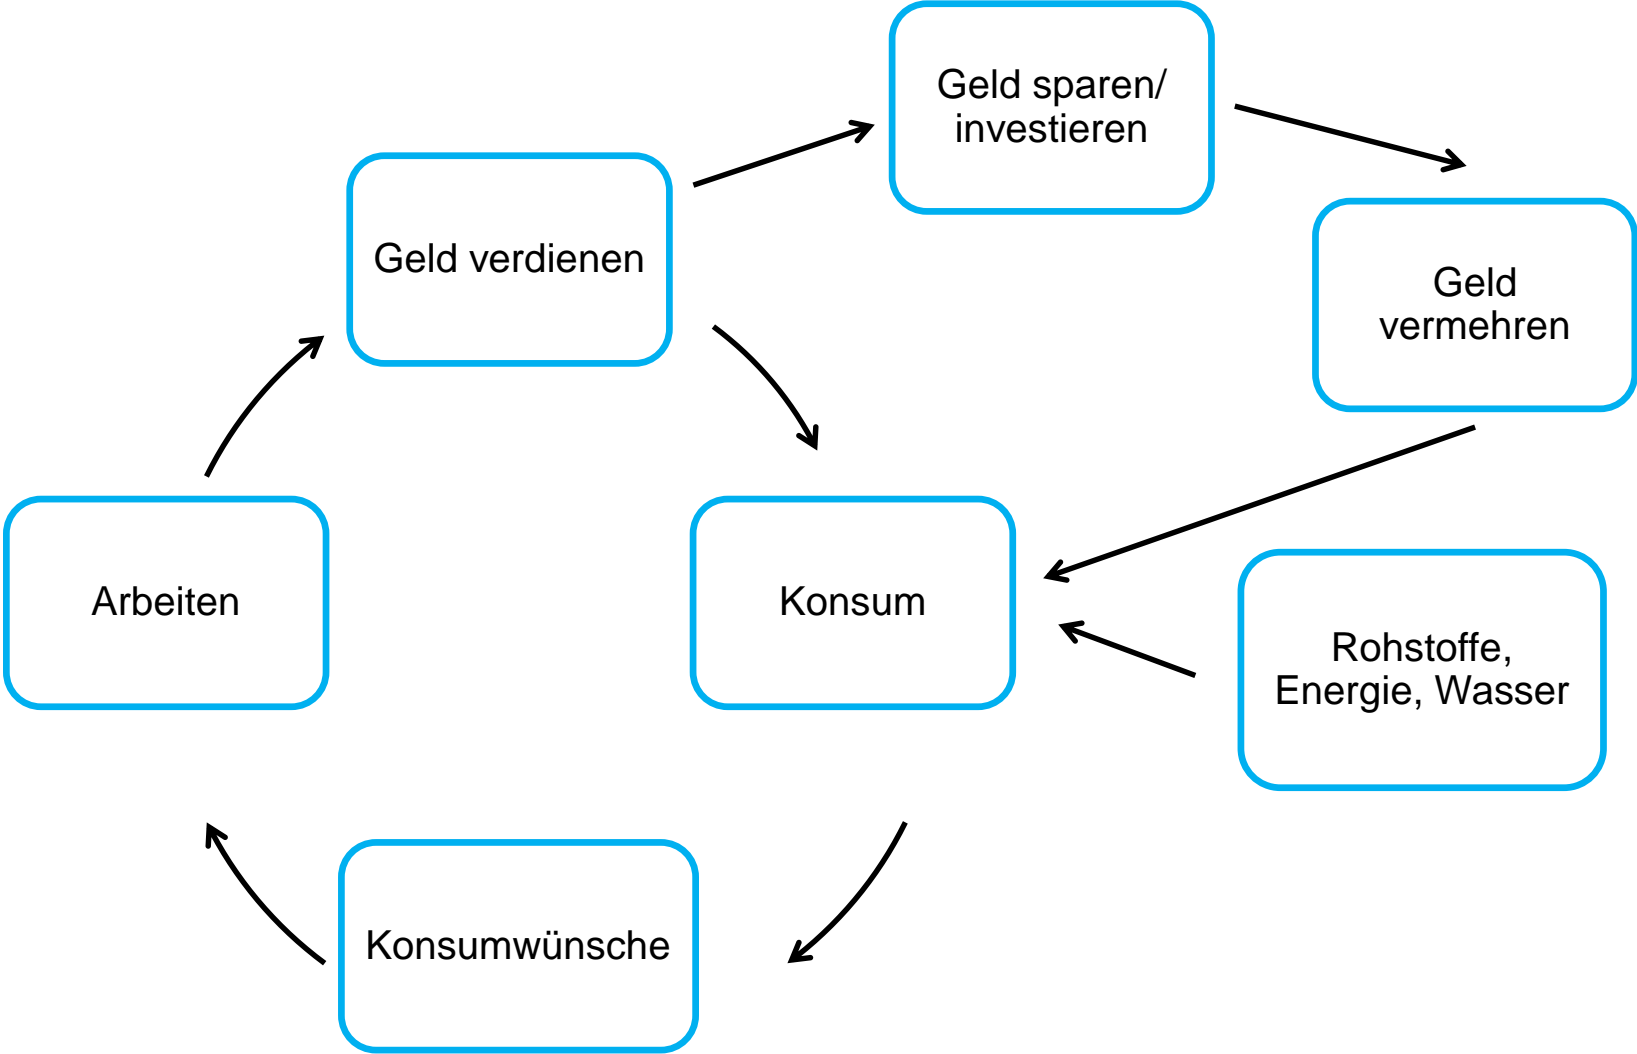 Geld sparen/
investieren
Geld verdienen
Geld
vermehren
Arbeiten
Konsum
Rohstoffe,
Energie, Wasser
Konsumwünsche